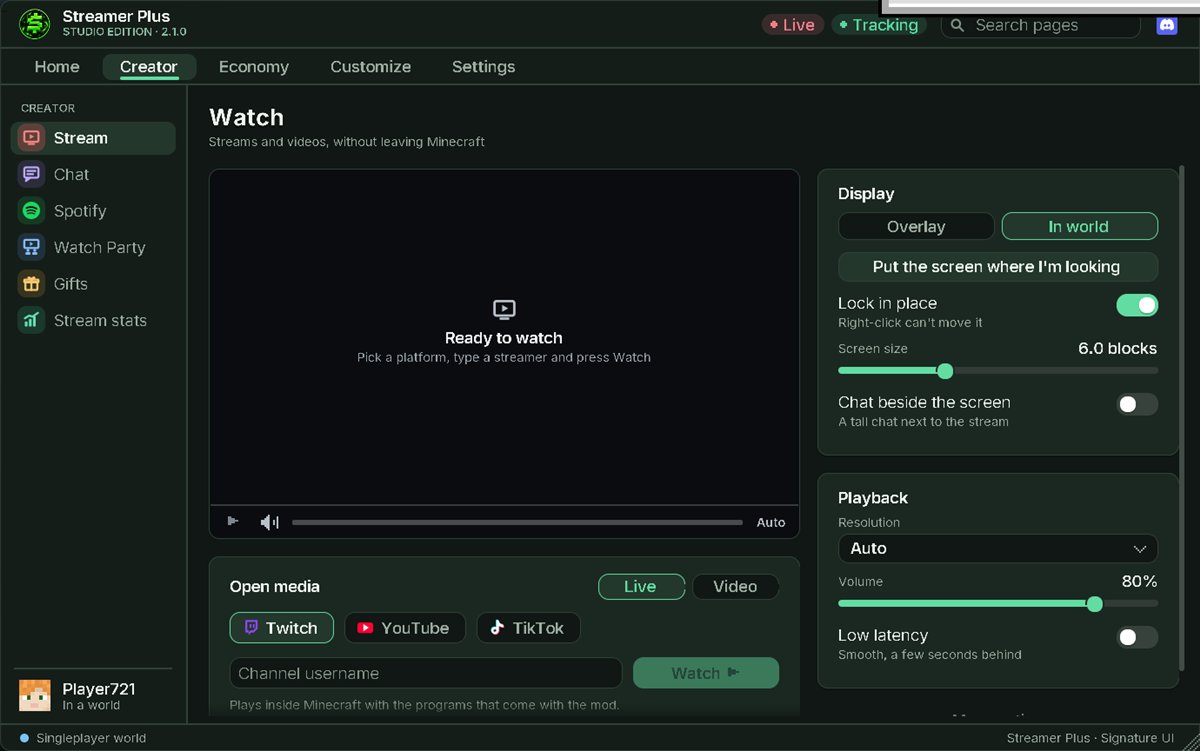 Streamer Plus
STUDIO EDITION · 2.1.0
Live
Tracking
Search pages
Home
Creator
Economy
Customize
Settings
CREATOR
Stream
Chat
Spotify
Watch Party
Gifts
Stream stats
Player721
In a world
Watch
Streams and videos, without leaving Minecraft
Ready to watch
Pick a platform, type a streamer and press Watch
Auto
Open media
Live
Video
Twitch
YouTube
TikTok
Channel username
Watch
Plays inside Minecraft with the programs that come with the mod.
Display
Overlay
In world
Put the screen where I'm looking
Lock in place
Right-click can't move it
Screen size
6.0 blocks
Chat beside the screen
A tall chat next to the stream
Playback
Resolution
Auto
Volume
80%
Low latency
Smooth, a few seconds behind
Singleplayer world
Streamer Plus · Signature UI